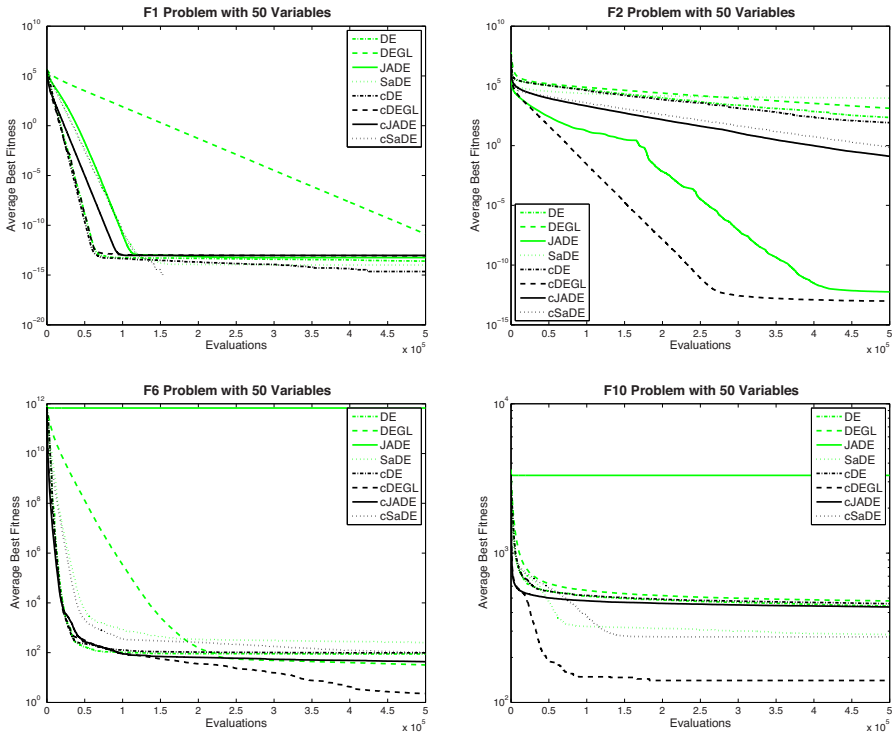 F1 Problem with 50 Variables
Average Best Fitness
10^10
10^5
10^0
10^−5
10^−10
10^−15
10^−20
DE
DEGL
JADE
SaDE
cDE
cDEGL
cJADE
cSaDE
0 0.5 1 1.5 2 2.5 3 3.5 4 4.5 5
Evaluations
x 10^5
F2 Problem with 50 Variables
Average Best Fitness
10^10
10^5
10^0
10^−5
10^−10
10^−15
DE
DEGL
JADE
SaDE
cDE
cDEGL
cJADE
cSaDE
0 0.5 1 1.5 2 2.5 3 3.5 4 4.5 5
Evaluations
x 10^5
F6 Problem with 50 Variables
Average Best Fitness
10^12
10^10
10^8
10^6
10^4
10^2
10^0
DE
DEGL
JADE
SaDE
cDE
cDEGL
cJADE
cSaDE
0 0.5 1 1.5 2 2.5 3 3.5 4 4.5 5
Evaluations
x 10^5
F10 Problem with 50 Variables
Average Best Fitness
10^4
10^3
10^2
DE
DEGL
JADE
SaDE
cDE
cDEGL
cJADE
cSaDE
0 0.5 1 1.5 2 2.5 3 3.5 4 4.5 5
Evaluations
x 10^5